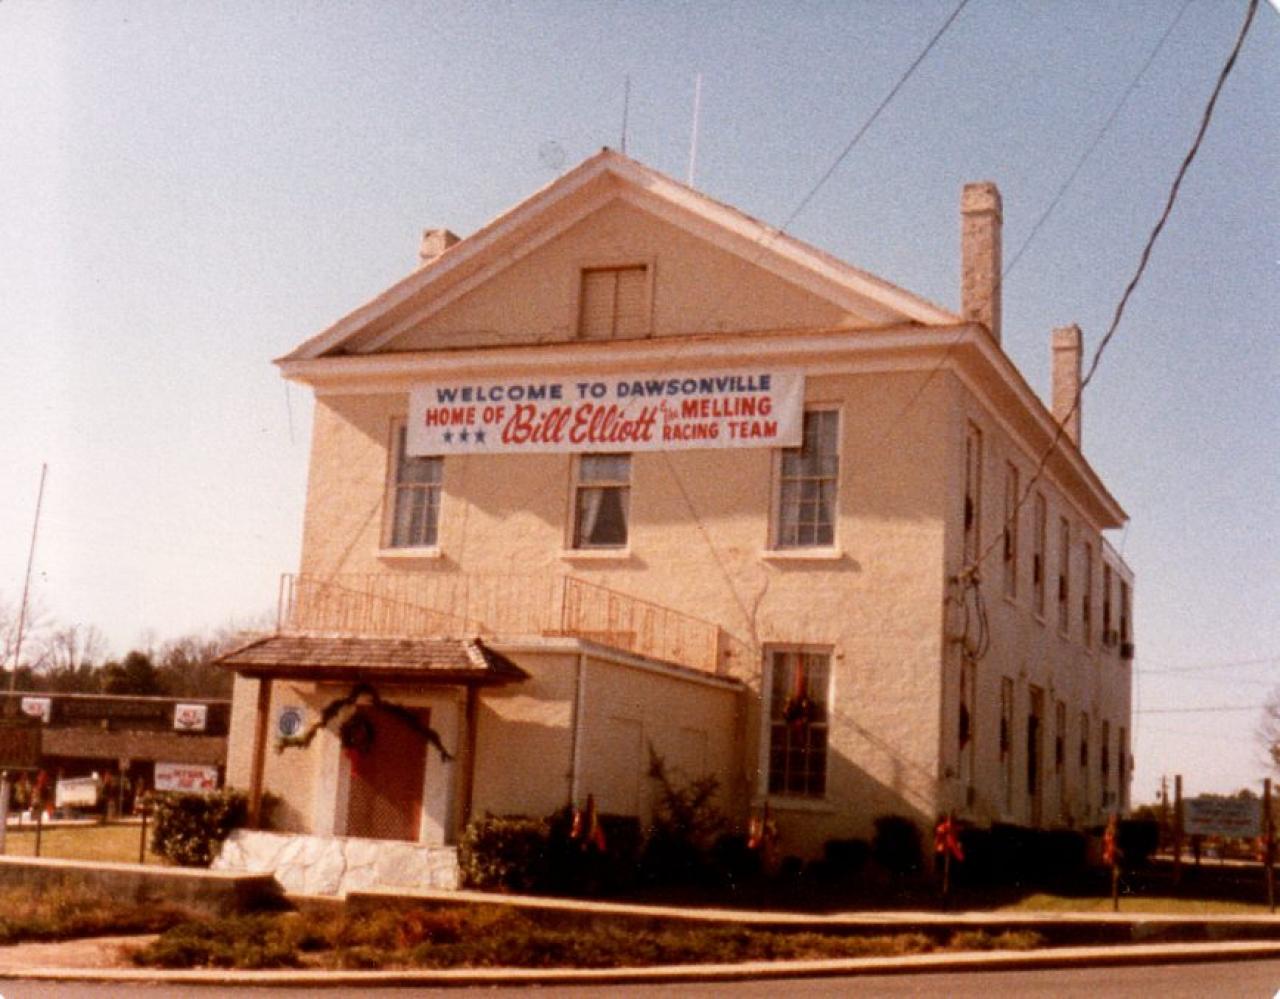 WELCOME TO DAWSONVILLE
HOME OF Bill Elliott & the MELLING
RACING TEAM